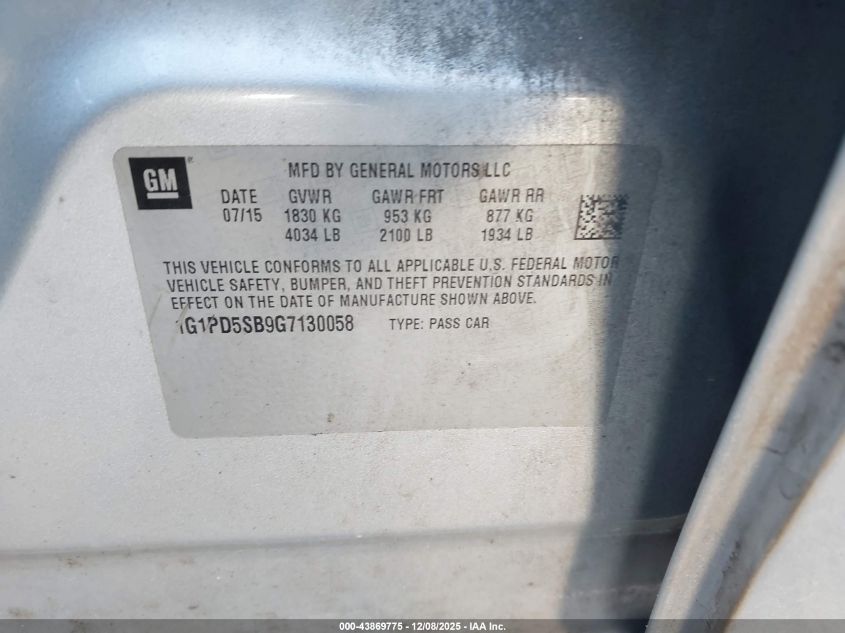 GM
MFD BY GENERAL MOTORS LLC
DATE GVWR GAWR FRT GAWR RR
07/15 1830 KG 953 KG 877 KG
4034 LB 2100 LB 1934 LB
THIS VEHICLE CONFORMS TO ALL APPLICABLE U.S. FEDERAL MOTOR
VEHICLE SAFETY, BUMPER, AND THEFT PREVENTION STANDARDS IN
EFFECT ON THE DATE OF MANUFACTURE SHOWN ABOVE.
1G1PD5SB9G7130058 TYPE: PASS CAR
000-43869775 - 12/08/2025 - IAA Inc.